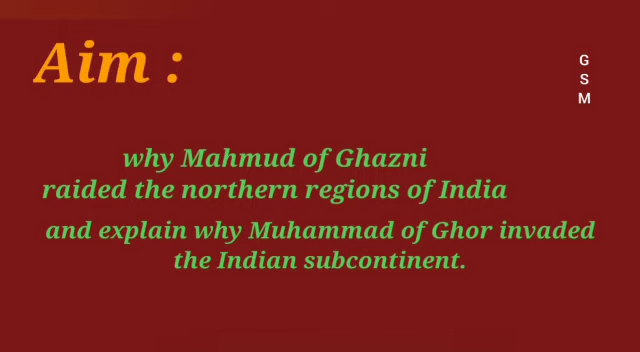 Aim :
G
S
M
why Mahmud of Ghazni
raided the northern regions of India
and explain why Muhammad of Ghor invaded
the Indian subcontinent.